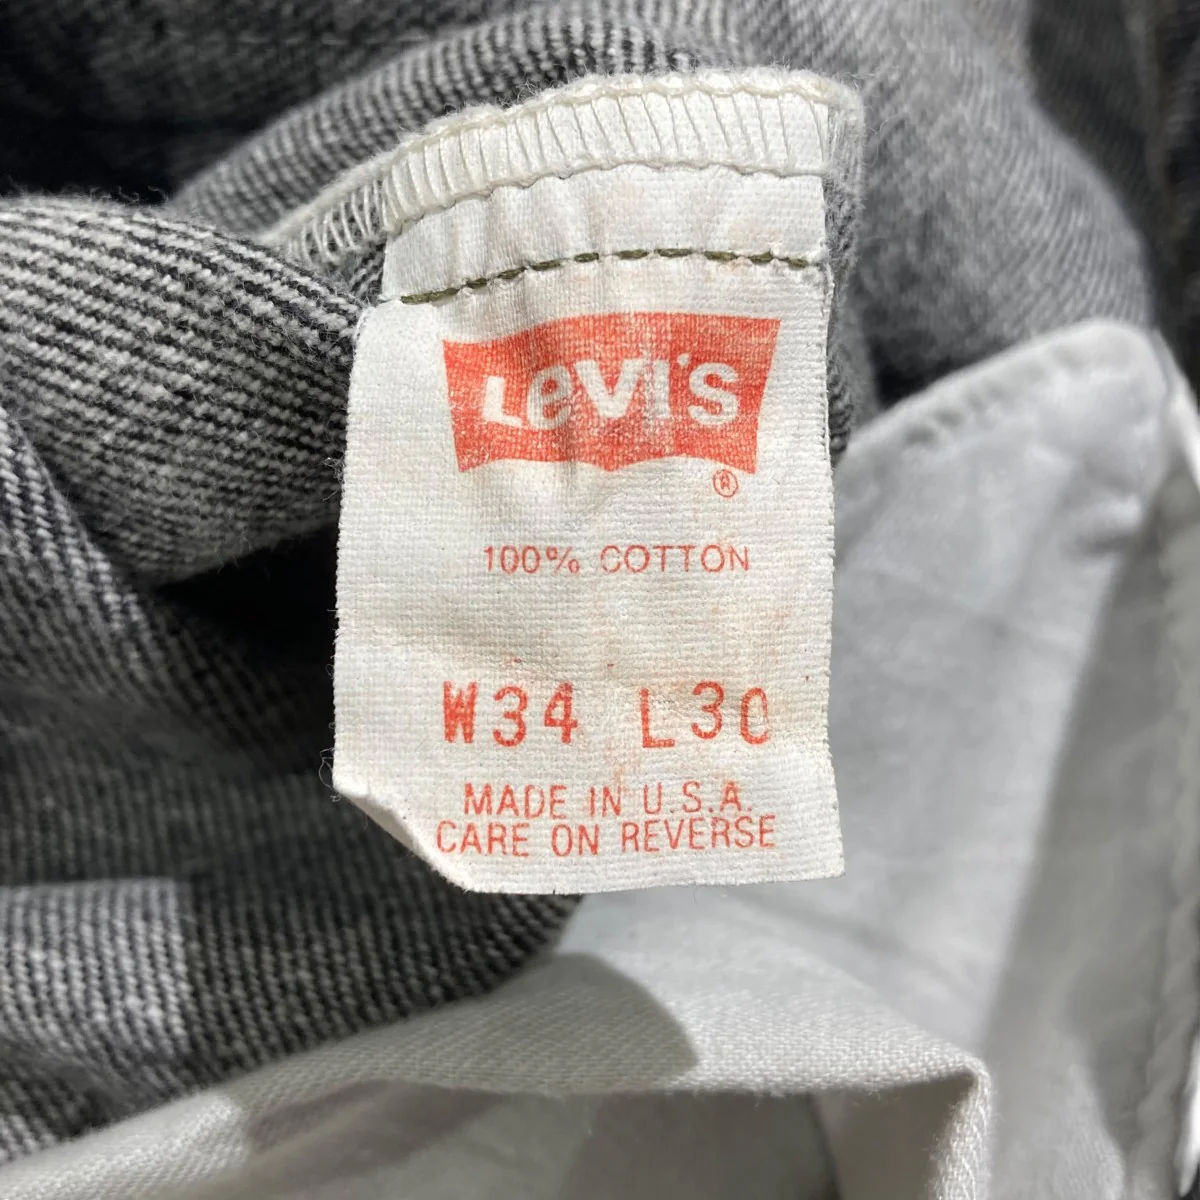 Levi's
®
100% COTTON
W34 L30
MADE IN U.S.A.
CARE ON REVERSE